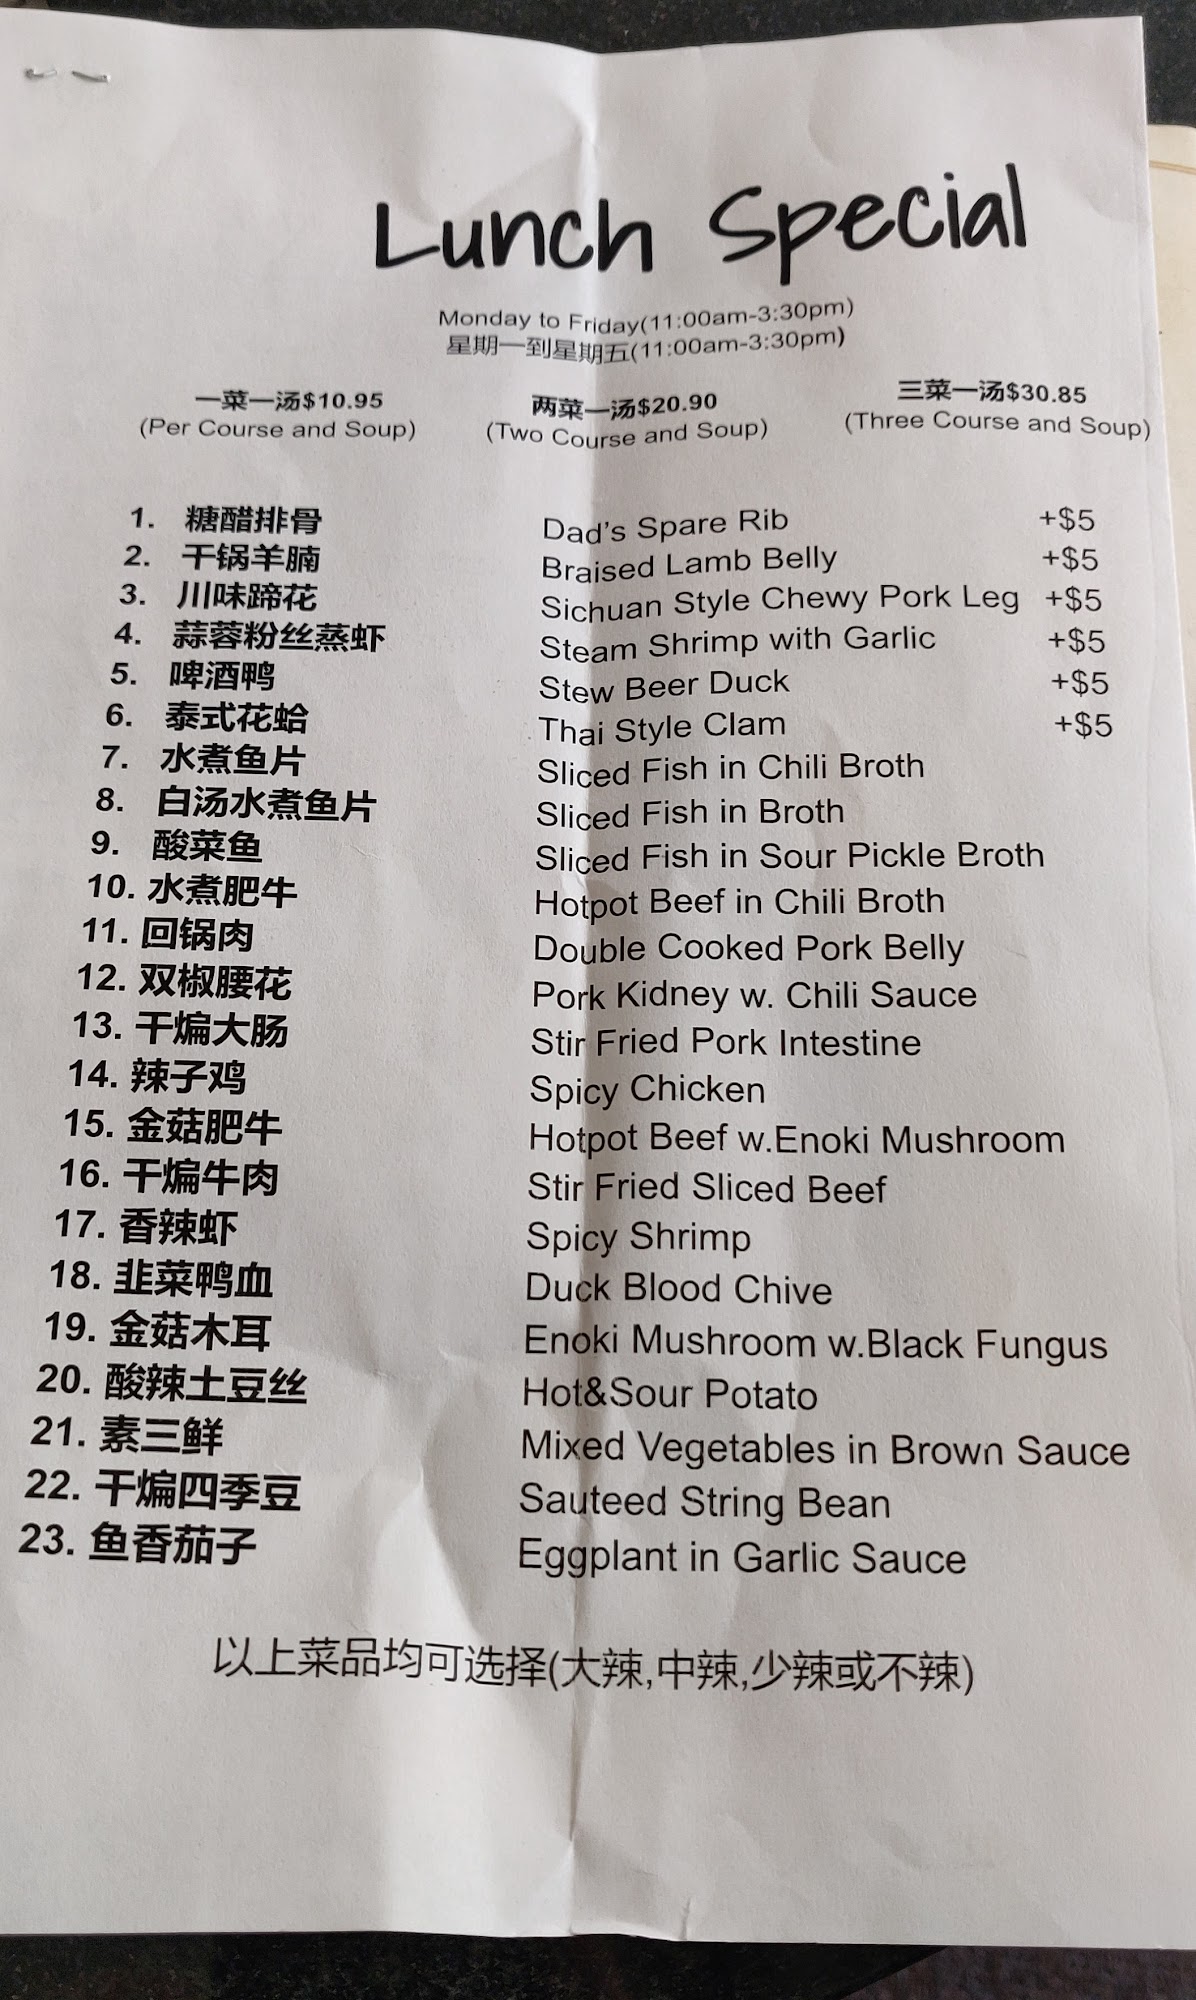 Lunch Special
Monday to Friday(11:00am-3:30pm)
星期一到星期五(11:00am-3:30pm)
一菜一汤$10.95 两菜一汤$20.90 三菜一汤$30.85
(Per Course and Soup) (Two Course and Soup) (Three Course and Soup)
1. 糖醋排骨 Dad's Spare Rib +$5
2. 干锅羊腩 Braised Lamb Belly +$5
3. 川味蹄花 Sichuan Style Chewy Pork Leg +$5
4. 蒜蓉粉丝蒸虾 Steam Shrimp with Garlic +$5
5. 啤酒鸭 Stew Beer Duck +$5
6. 泰式花蛤 Thai Style Clam +$5
7. 水煮鱼片 Sliced Fish in Chili Broth
8. 白汤水煮鱼片 Sliced Fish in Broth
9. 酸菜鱼 Sliced Fish in Sour Pickle Broth
10. 水煮肥牛 Hotpot Beef in Chili Broth
11. 回锅肉 Double Cooked Pork Belly
12. 双椒腰花 Pork Kidney w. Chili Sauce
13. 干煸大肠 Stir Fried Pork Intestine
14. 辣子鸡 Spicy Chicken
15. 金菇肥牛 Hotpot Beef w.Enoki Mushroom
16. 干煸牛肉 Stir Fried Sliced Beef
17. 香辣虾 Spicy Shrimp
18. 韭菜鸭血 Duck Blood Chive
19. 金菇木耳 Enoki Mushroom w.Black Fungus
20. 酸辣土豆丝 Hot&Sour Potato
21. 素三鲜 Mixed Vegetables in Brown Sauce
22. 干煸四季豆 Sauteed String Bean
23. 鱼香茄子 Eggplant in Garlic Sauce
以上菜品均可选择(大辣,中辣,少辣或不辣)